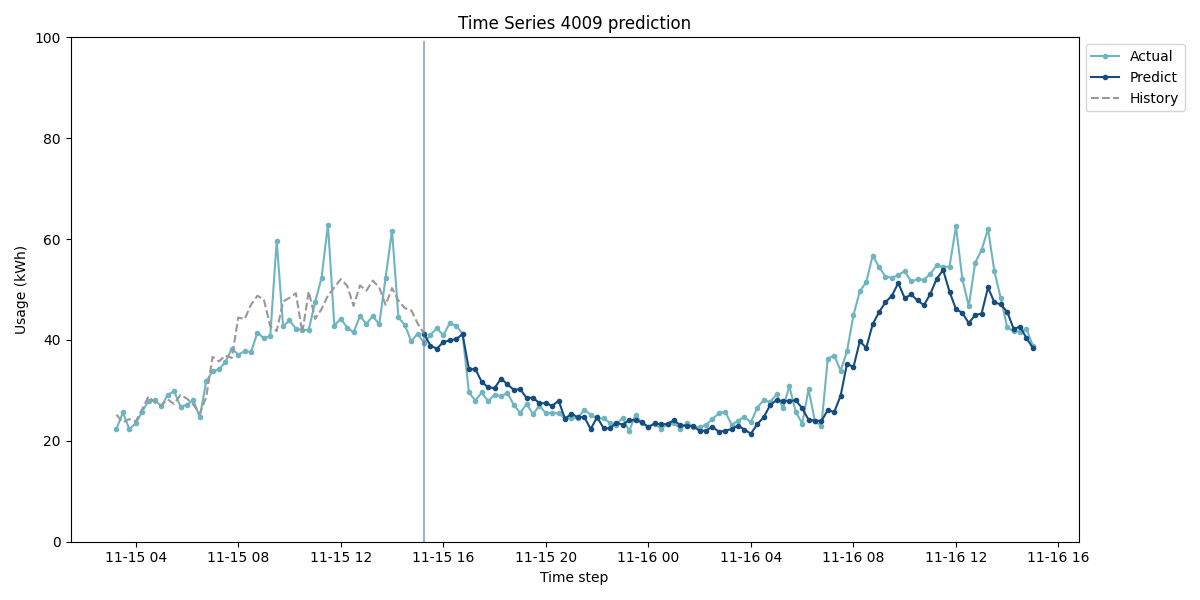 Time Series 4009 prediction
100
80
60
40
20
0
Usage (kWh)
11-15 04
11-15 08
11-15 12
11-15 16
11-15 20
11-16 00
11-16 04
11-16 08
11-16 12
11-16 16
Time step
Actual
Predict
History